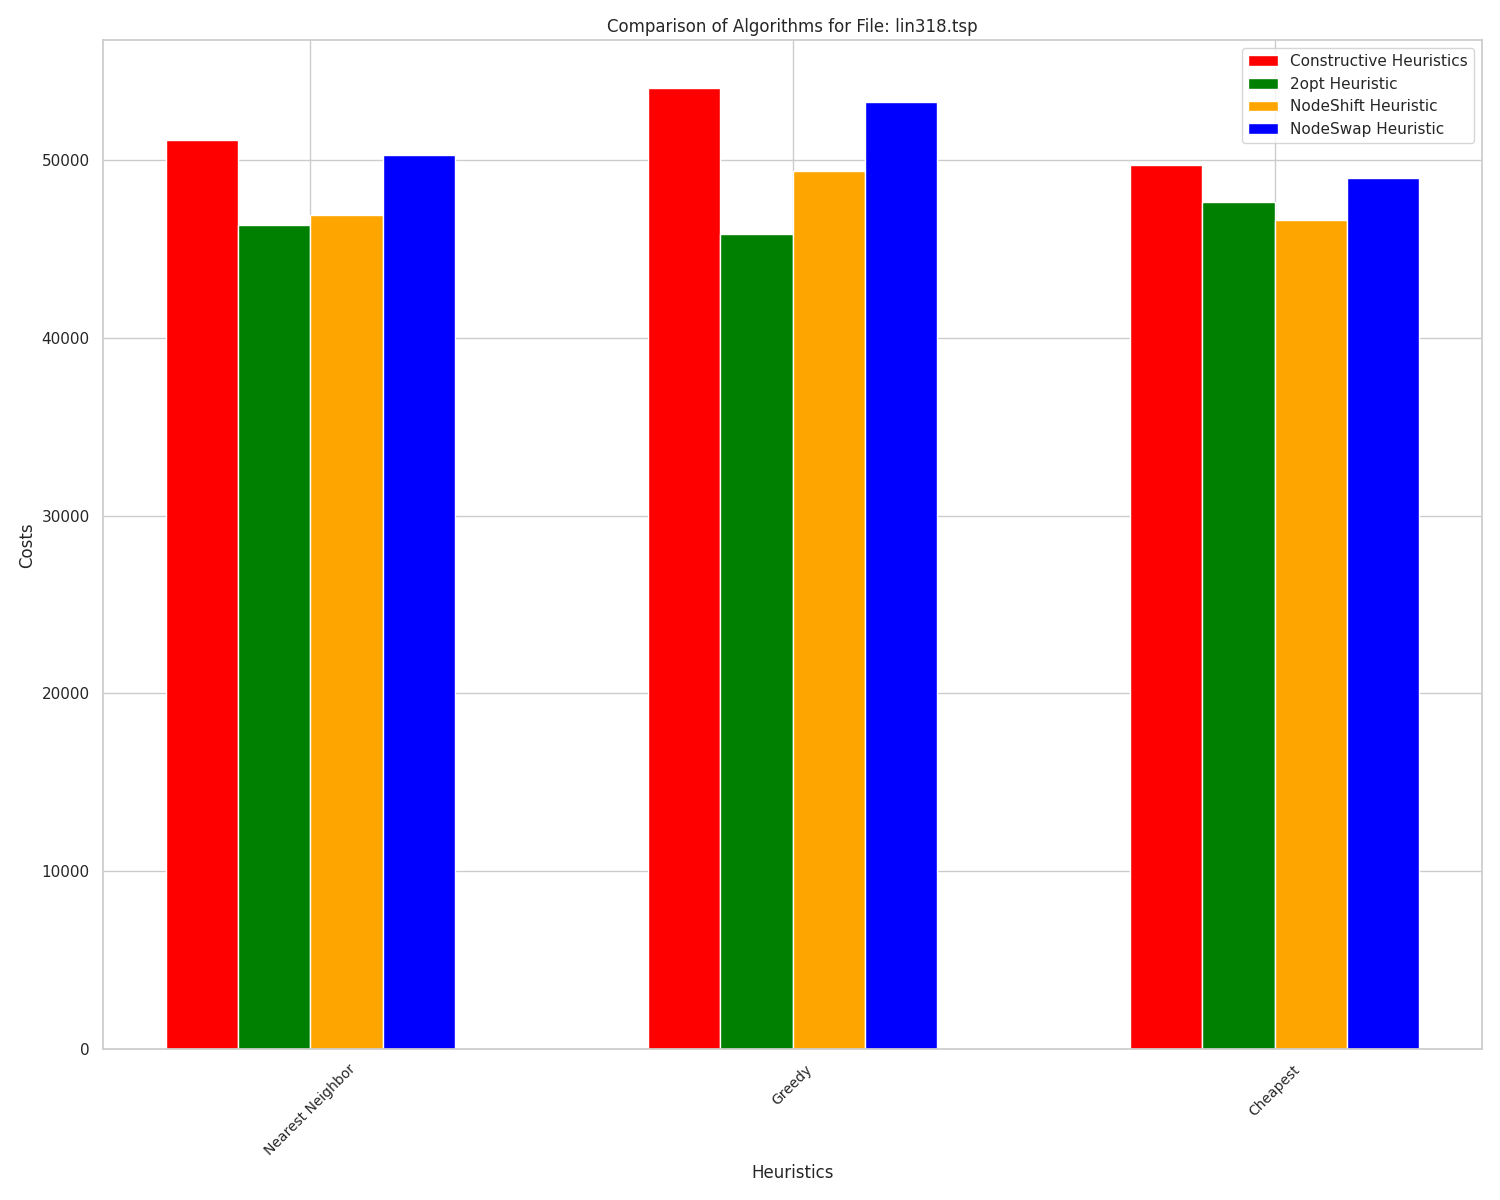 Comparison of Algorithms for File: lin318.tsp
Constructive Heuristics
2opt Heuristic
NodeShift Heuristic
NodeSwap Heuristic
50000
40000
30000
20000
10000
0
Costs
Nearest Neighbor
Greedy
Cheapest
Heuristics